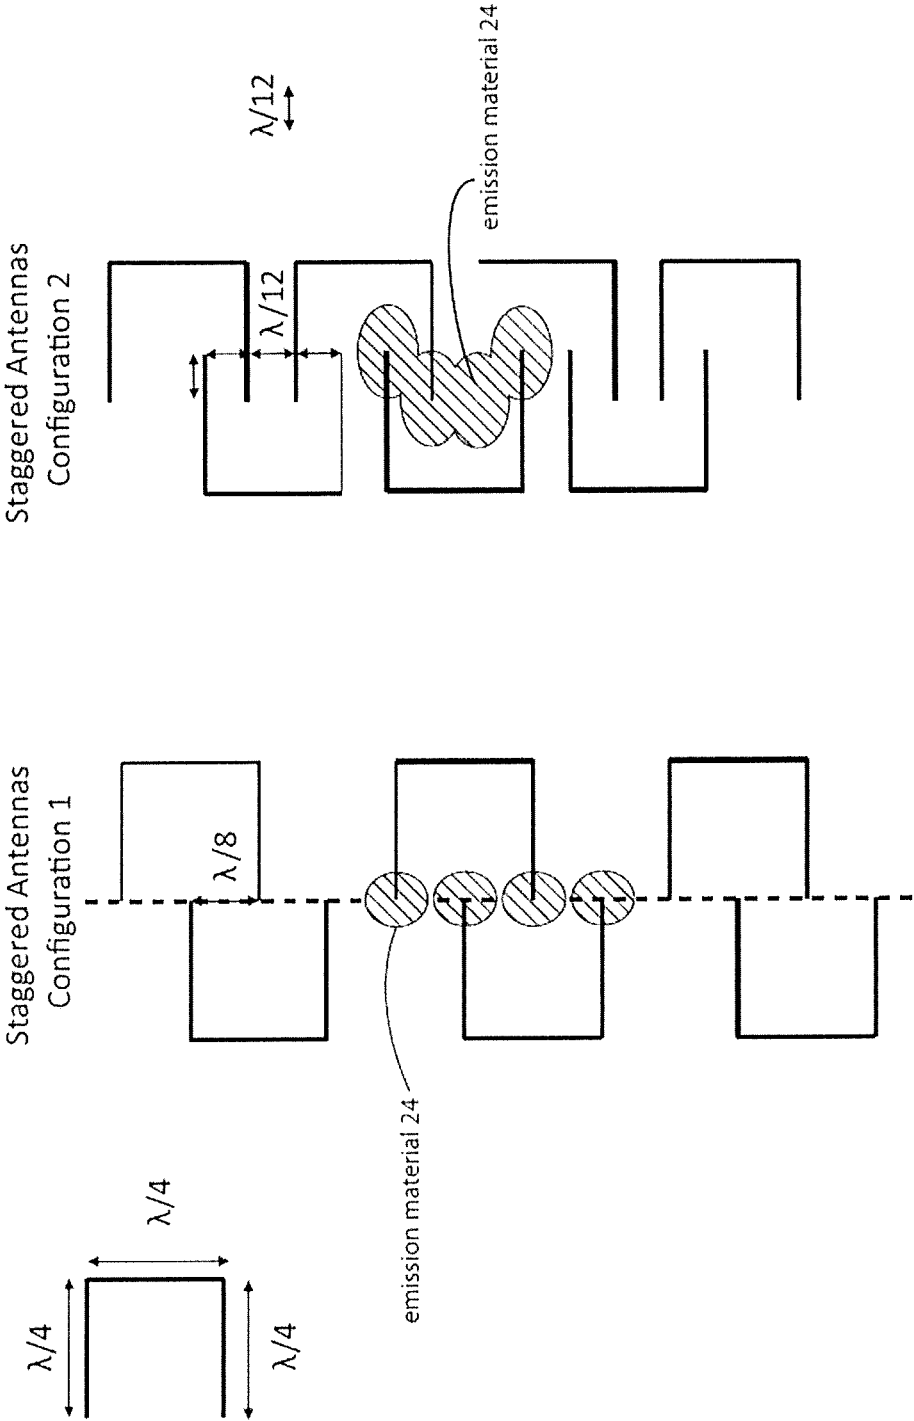 λ/4
λ/4
λ/4
Staggered Antennas
Configuration 1
λ/8
emission material 24
Staggered Antennas
Configuration 2
λ/12
λ/12
emission material 24